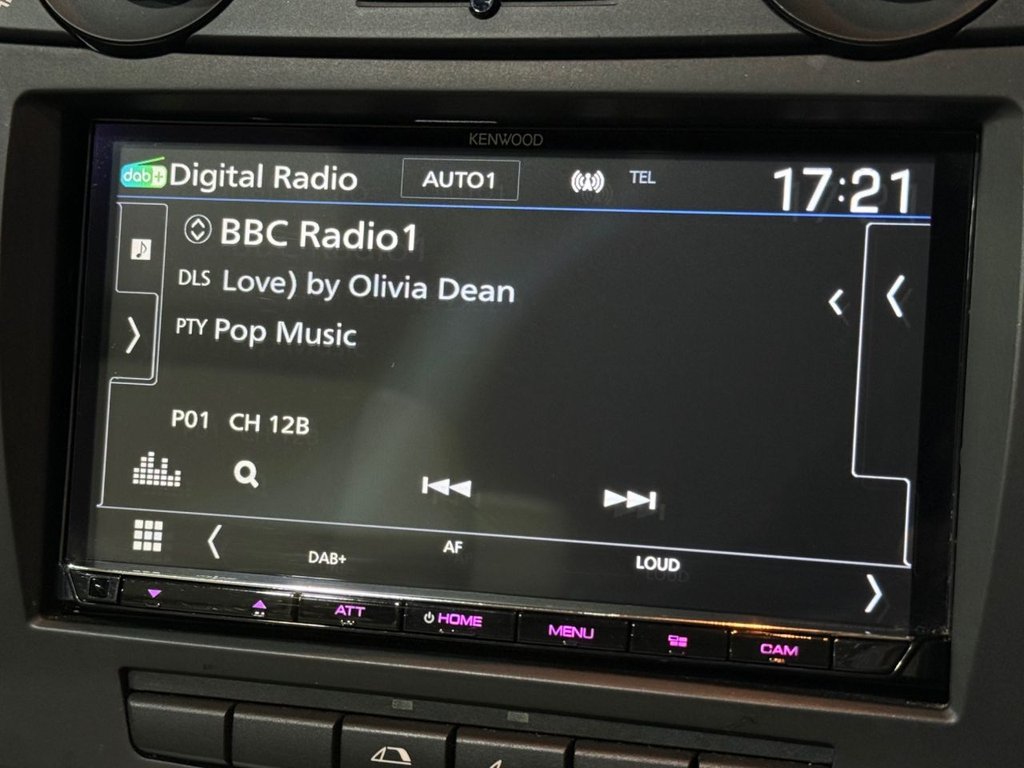 KENWOOD
dab+ Digital Radio AUTO1 TEL 17:21
BBC Radio1
DLS Love) by Olivia Dean
PTY Pop Music
P01 CH 12B
DAB+ AF LOUD
ATT HOME MENU CAM